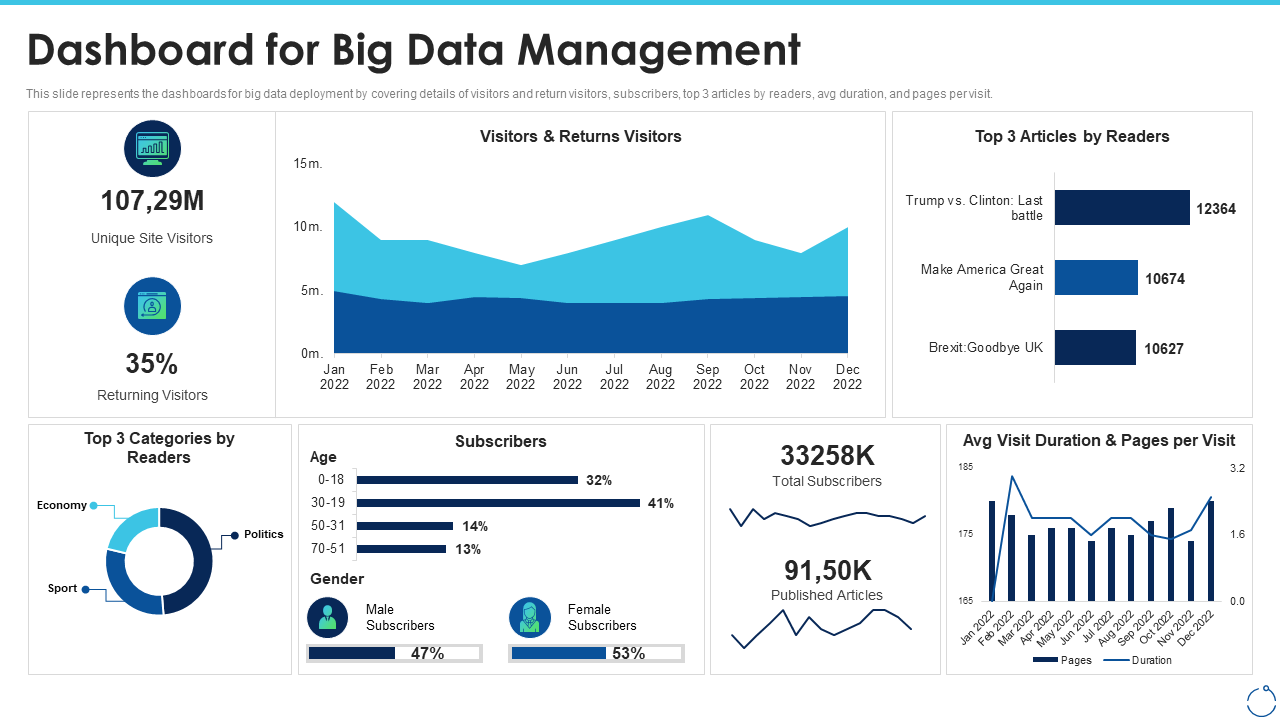 Dashboard for Big Data Management
This slide represents the dashboards for big data deployment by covering details of visitors and return visitors, subscribers, top 3 articles by readers, avg duration, and pages per visit.
107,29M
Unique Site Visitors
35%
Returning Visitors
Visitors & Returns Visitors
15m.
10m.
5m.
0m.
Jan Feb Mar Apr May Jun Jul Aug Sep Oct Nov Dec
2022 2022 2022 2022 2022 2022 2022 2022 2022 2022 2022 2022
Top 3 Articles by Readers
Trump vs. Clinton: Last
battle
12364
Make America Great
Again
10674
Brexit:Goodbye UK
10627
Top 3 Categories by
Readers
Economy
Politics
Sport
Subscribers
Age
0-18 32%
30-19 41%
50-31 14%
70-51 13%
Gender
Male
Subscribers
47%
Female
Subscribers
53%
33258K
Total Subscribers
91,50K
Published Articles
Avg Visit Duration & Pages per Visit
185 3.2
175 1.6
165 0.0
Jan 2022 Feb 2022 Mar 2022 Apr 2022 May 2022 Jun 2022 Jul 2022 Aug 2022 Sep 2022 Oct 2022 Nov 2022 Dec 2022
Pages Duration